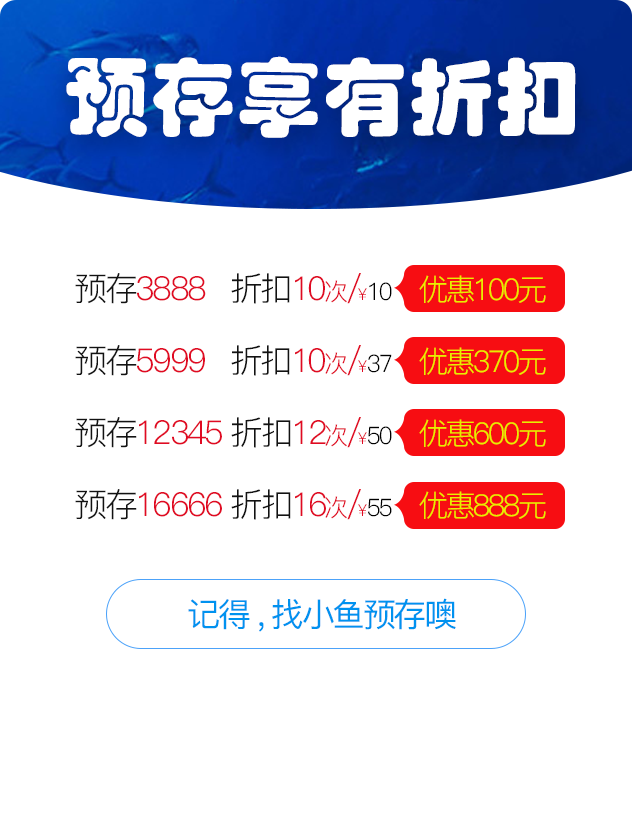 预存享有折扣
预存3888 折扣10次/¥10 优惠100元
预存5999 折扣10次/¥37 优惠370元
预存12345 折扣12次/¥50 优惠600元
预存16666 折扣16次/¥55 优惠888元
记得,找小鱼预存噢